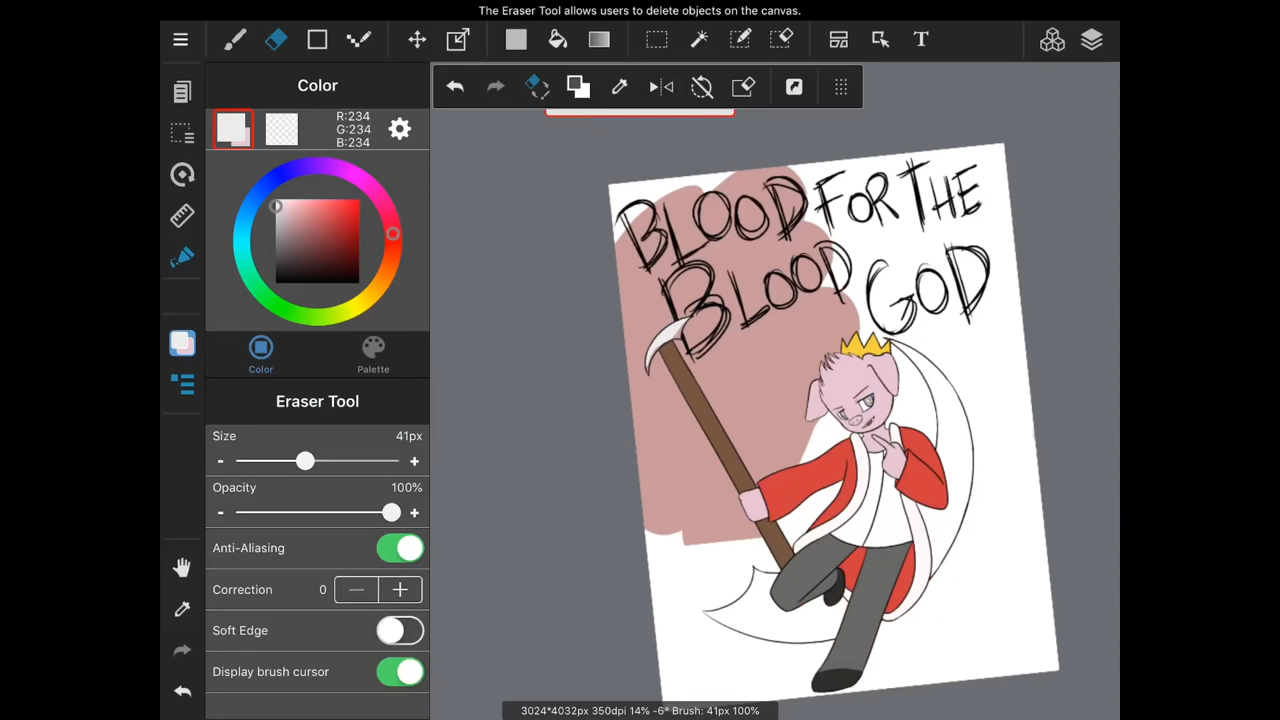 The Eraser Tool allows users to delete objects on the canvas.
T
Color
R:234
G:234
B:234
Color
Palette
Eraser Tool
Size
41px
-
+
Opacity
100%
-
+
Anti-Aliasing
Correction
0
—
+
Soft Edge
Display brush cursor
BLOOD FOR THE
BLOOD GOD
3024*4032px 350dpi 14% -6° Brush: 41px 100%